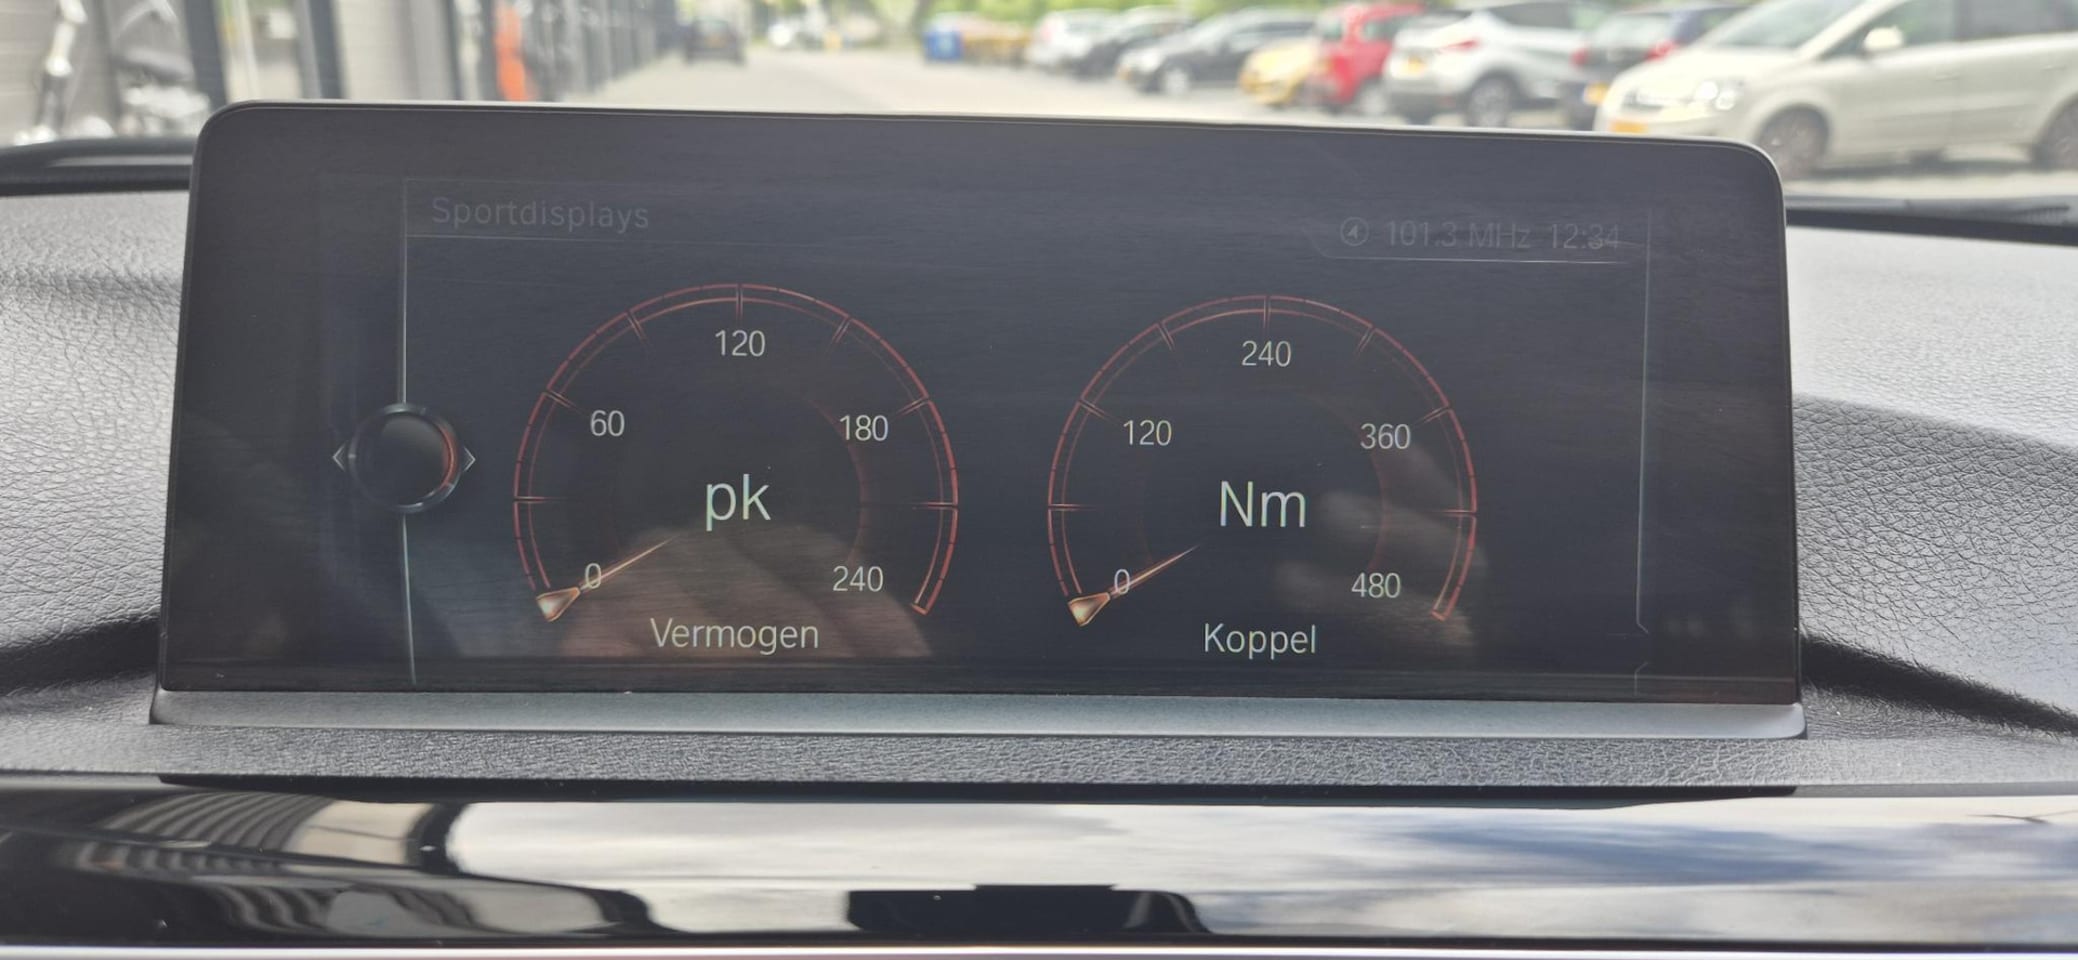 Sportdisplays
101.3 MHz 12:34
120
60
180
pk
0
240
Vermogen
240
120
360
Nm
0
480
Koppel